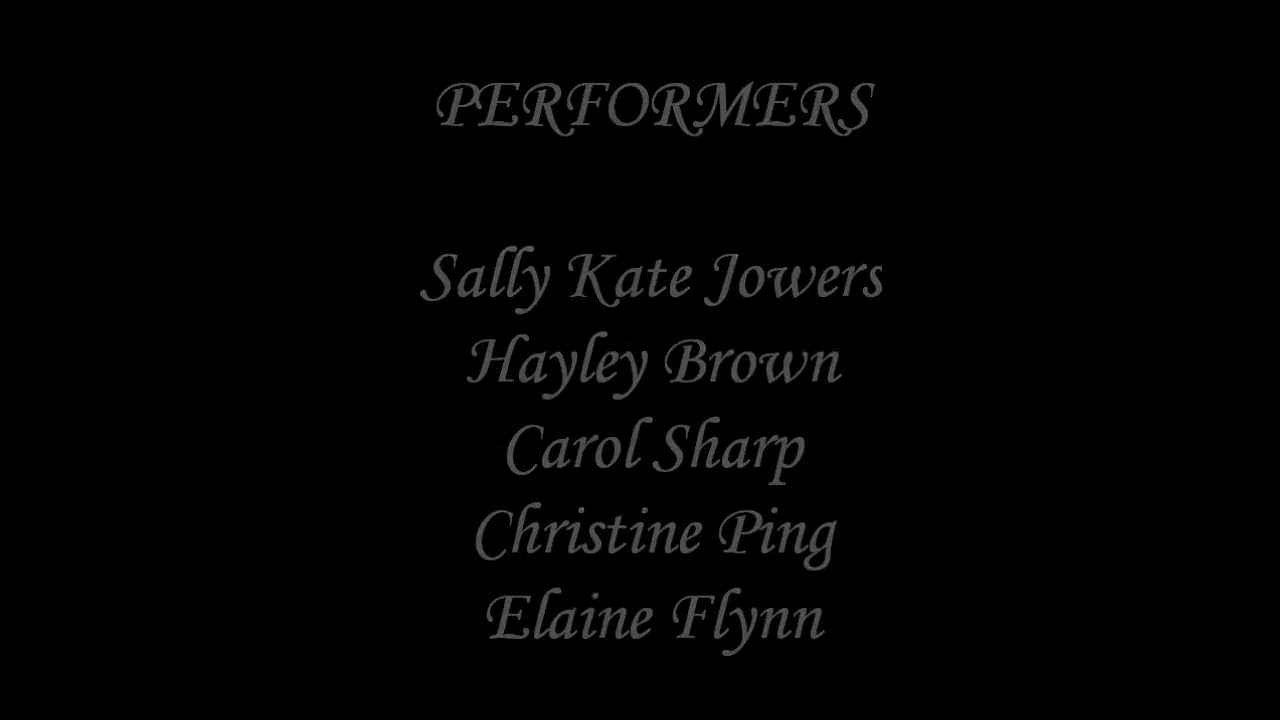 PERFORMERS
Sally Kate Jowers
Hayley Brown
Carol Sharp
Christine Ping
Elaine Flynn